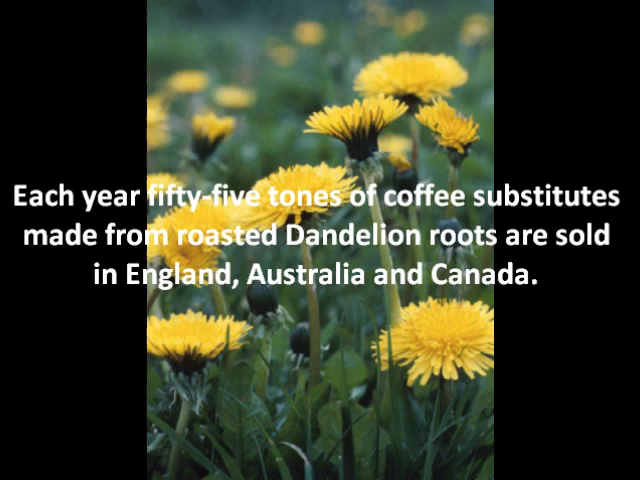 Each year fifty-five tones of coffee substitutes
made from roasted Dandelion roots are sold
in England, Australia and Canada.